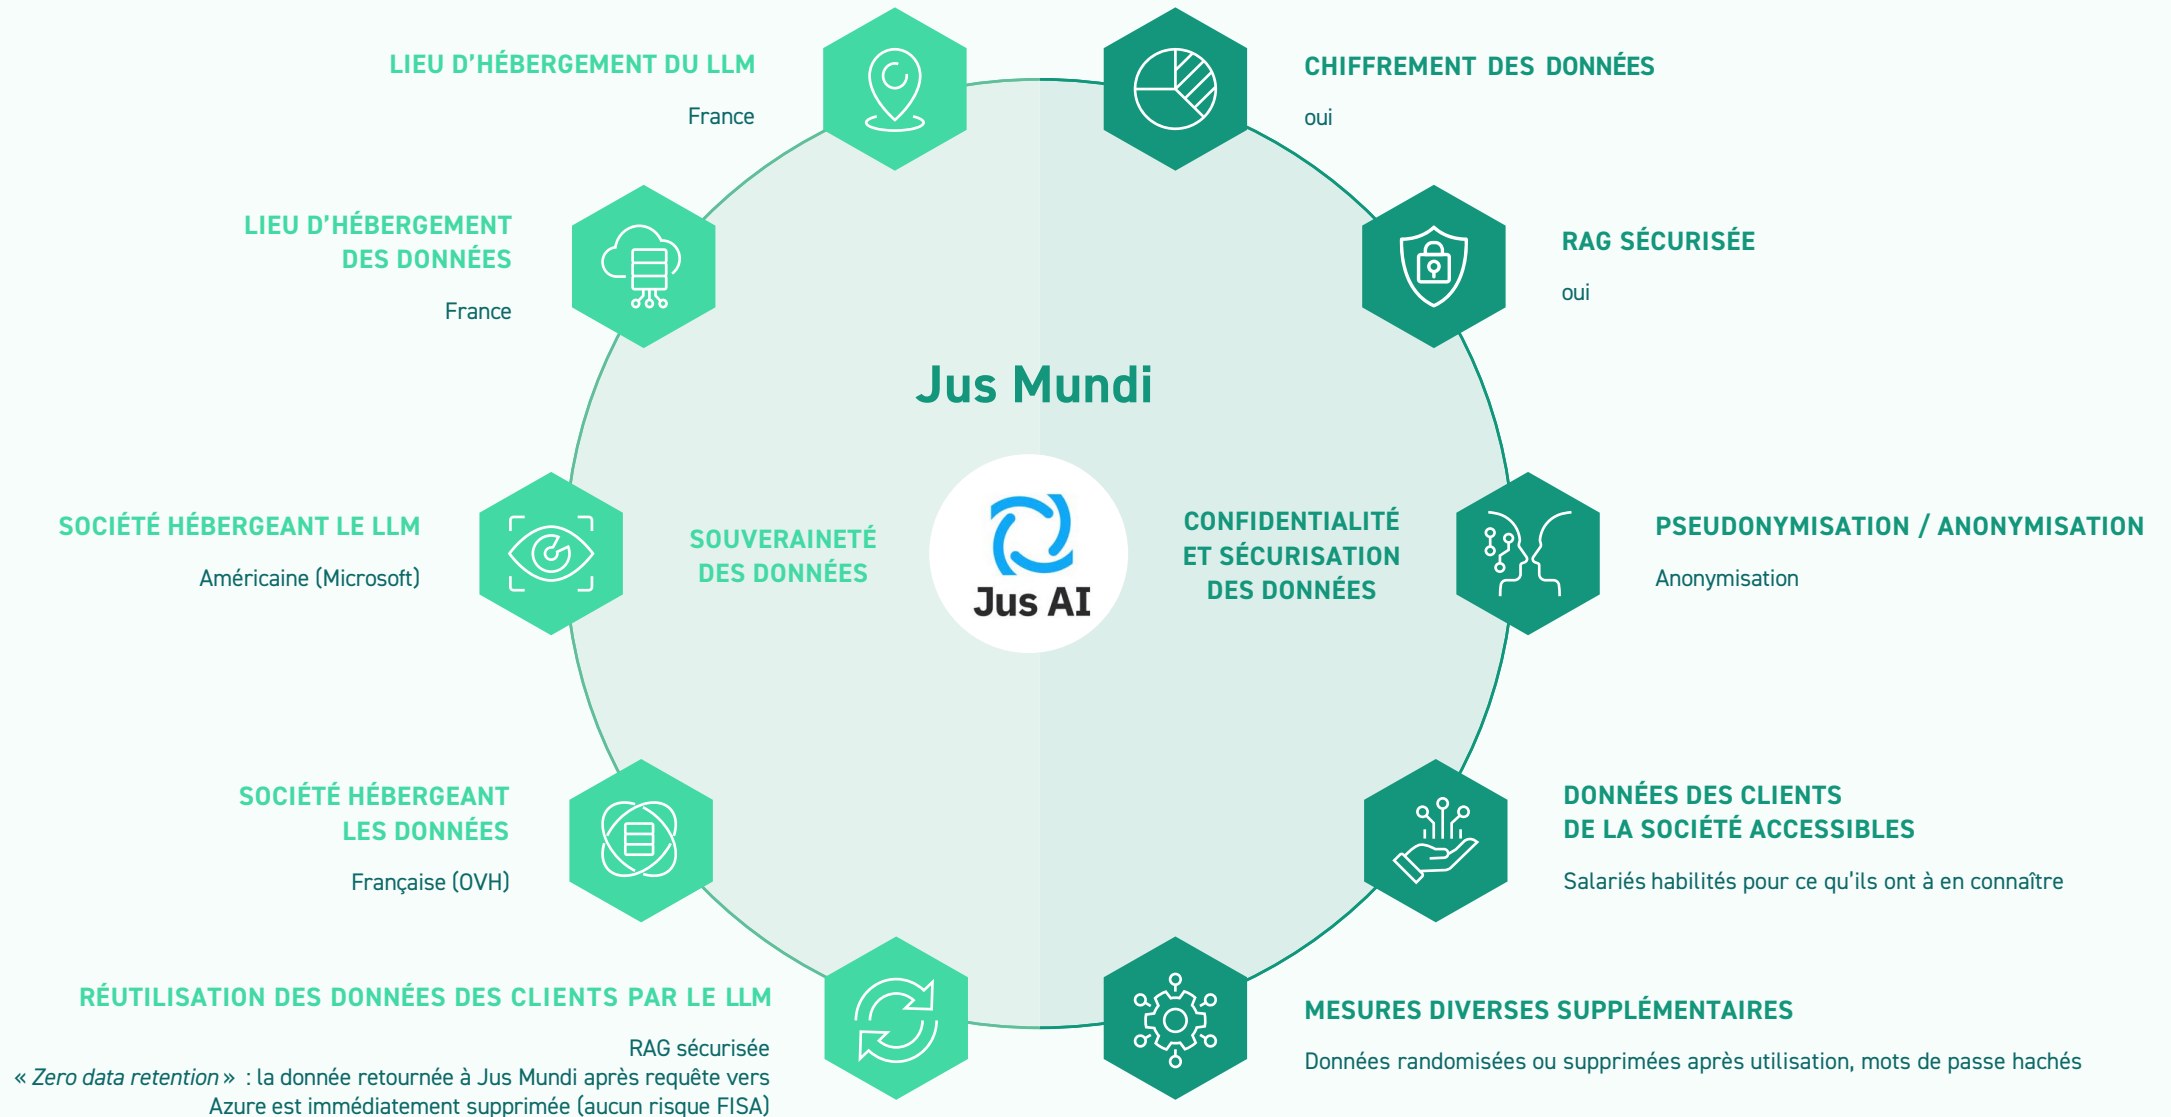 LIEU D'HÉBERGEMENT DU LLM
France
LIEU D'HÉBERGEMENT
DES DONNÉES
France
SOCIÉTÉ HÉBERGEANT LE LLM
Américaine (Microsoft)
SOCIÉTÉ HÉBERGEANT
LES DONNÉES
Française (OVH)
RÉUTILISATION DES DONNÉES DES CLIENTS PAR LE LLM
RAG sécurisée
« Zero data retention » : la donnée retournée à Jus Mundi après requête vers
Azure est immédiatement supprimée (aucun risque FISA)
Jus Mundi
SOUVERAINETÉ
DES DONNÉES
Jus AI
CONFIDENTIALITÉ
ET SÉCURISATION
DES DONNÉES
CHIFFREMENT DES DONNÉES
oui
RAG SÉCURISÉE
oui
PSEUDONYMISATION / ANONYMISATION
Anonymisation
DONNÉES DES CLIENTS
DE LA SOCIÉTÉ ACCESSIBLES
Salariés habilités pour ce qu'ils ont à en connaître
MESURES DIVERSES SUPPLÉMENTAIRES
Données randomisées ou supprimées après utilisation, mots de passe hachés